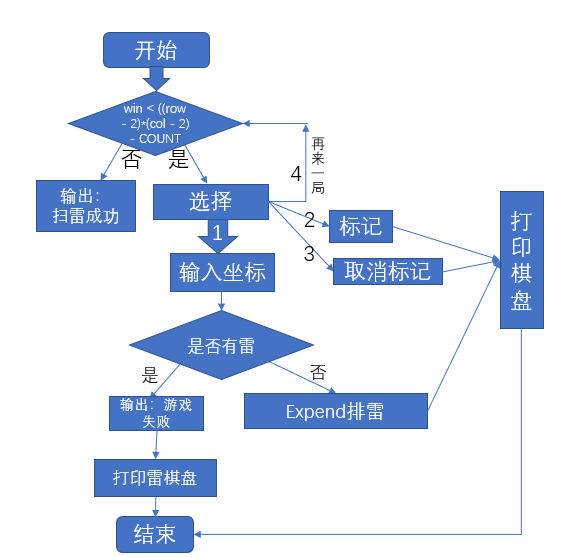 开始
win < ((row
- 2)*(col - 2)
- COUNT
否
是
输出：
扫雷成功
选择
4
再
来
一
局
1
2
标记
3
取消标记
打
印
棋
盘
输入坐标
是否有雷
是
否
输出：游戏
失败
Expend排雷
打印雷棋盘
结束